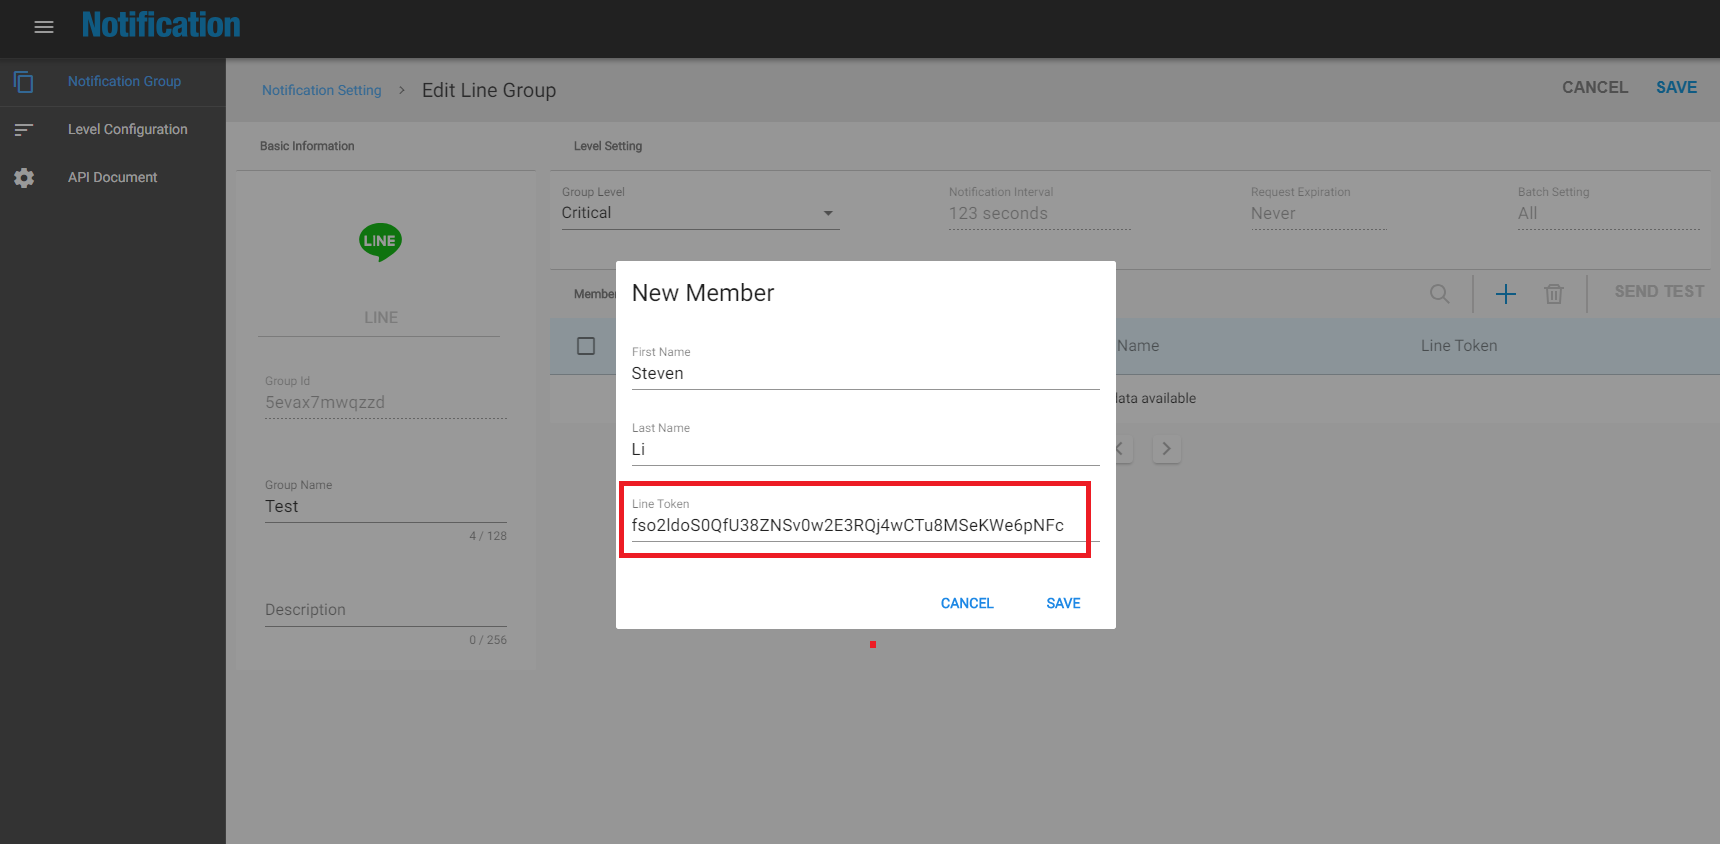 Notification
Notification Group
Level Configuration
API Document
Notification Setting > Edit Line Group
CANCEL SAVE
Basic Information
LINE
LINE
Group Id
5evax7mwqzzd
Group Name
Test
4 / 128
Description
0 / 256
Level Setting
Group Level
Critical
Notification Interval
123 seconds
Request Expiration
Never
Batch Setting
All
Member
SEND TEST
Name
Line Token
data available
New Member
First Name
Steven
Last Name
Li
Line Token
fso2ldoS0QfU38ZNSv0w2E3RQj4wCTu8MSeKWe6pNFc
CANCEL SAVE